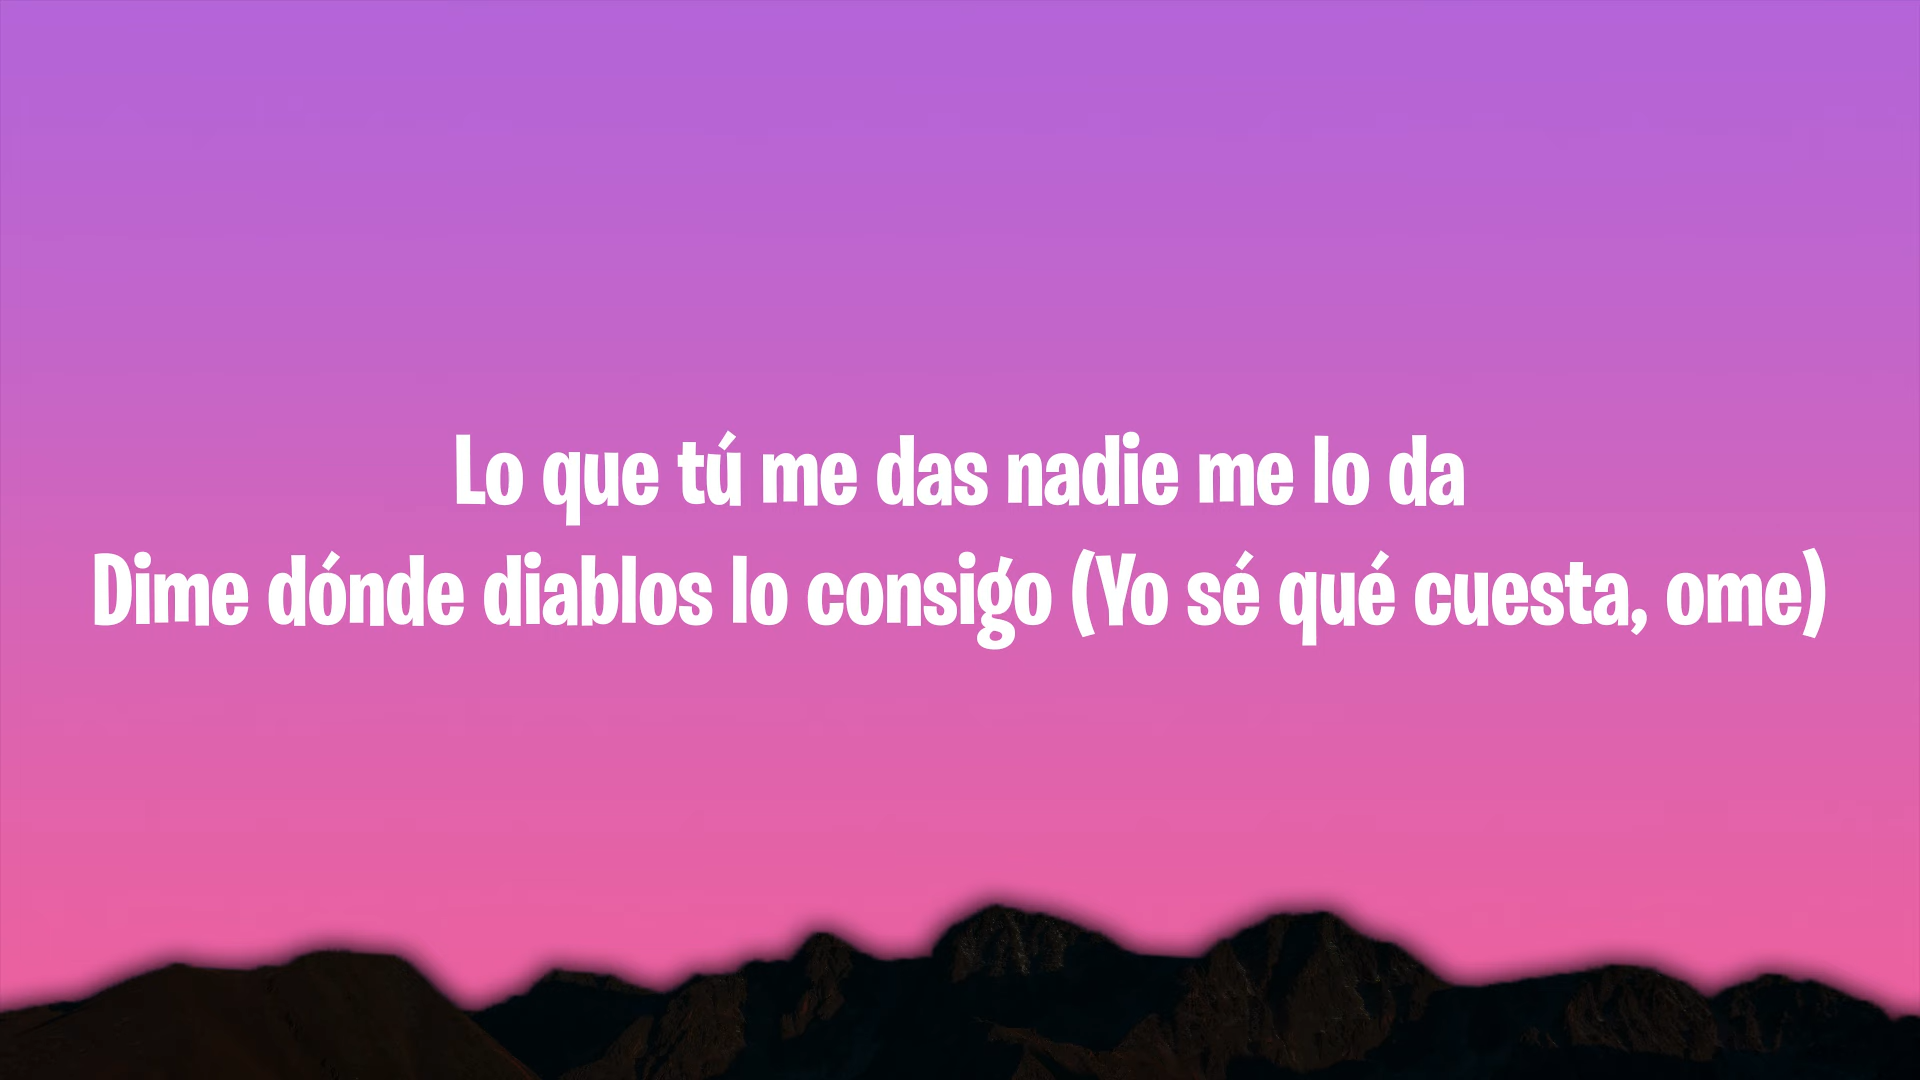 Lo que tú me das nadie me lo da
Dime dónde diablos lo consigo (Yo sé qué cuesta, ome)